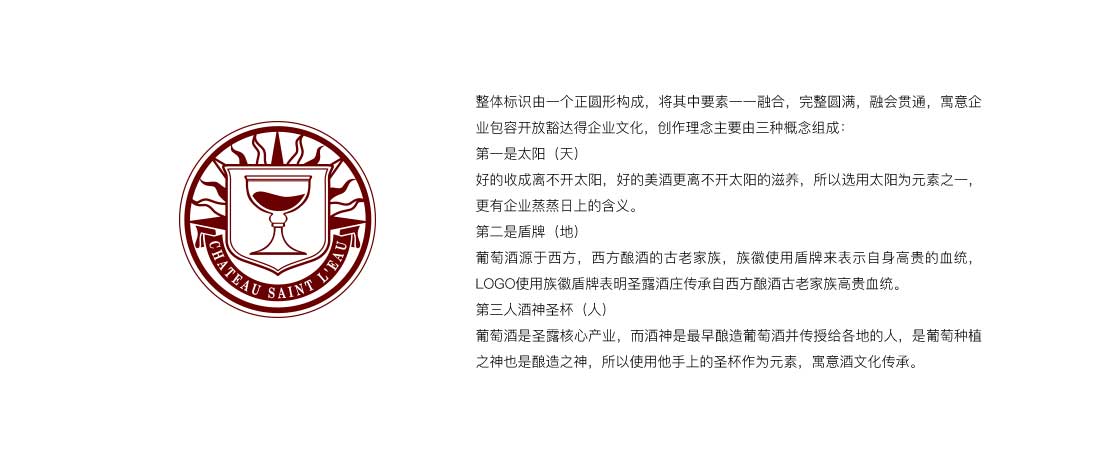 CHATEAU SAINT L'EAU
整体标识由一个正圆形构成，将其中要素一一融合，完整圆满，融会贯通，寓意企
业包容开放豁达得企业文化，创作理念主要由三种概念组成：
第一是太阳（天）
好的收成离不开太阳，好的美酒更离不开太阳的滋养，所以选用太阳为元素之一，
更有企业蒸蒸日上的含义。
第二是盾牌（地）
葡萄酒源于西方，西方酿酒的古老家族，族徽使用盾牌来表示自身高贵的血统，
LOGO使用族徽盾牌表明圣露酒庄传承自西方酿酒古老家族高贵血统。
第三人酒神圣杯（人）
葡萄酒是圣露核心产业，而酒神是最早酿造葡萄酒并传授给各地的人，是葡萄种植
之神也是酿造之神，所以使用他手上的圣杯作为元素，寓意酒文化传承。